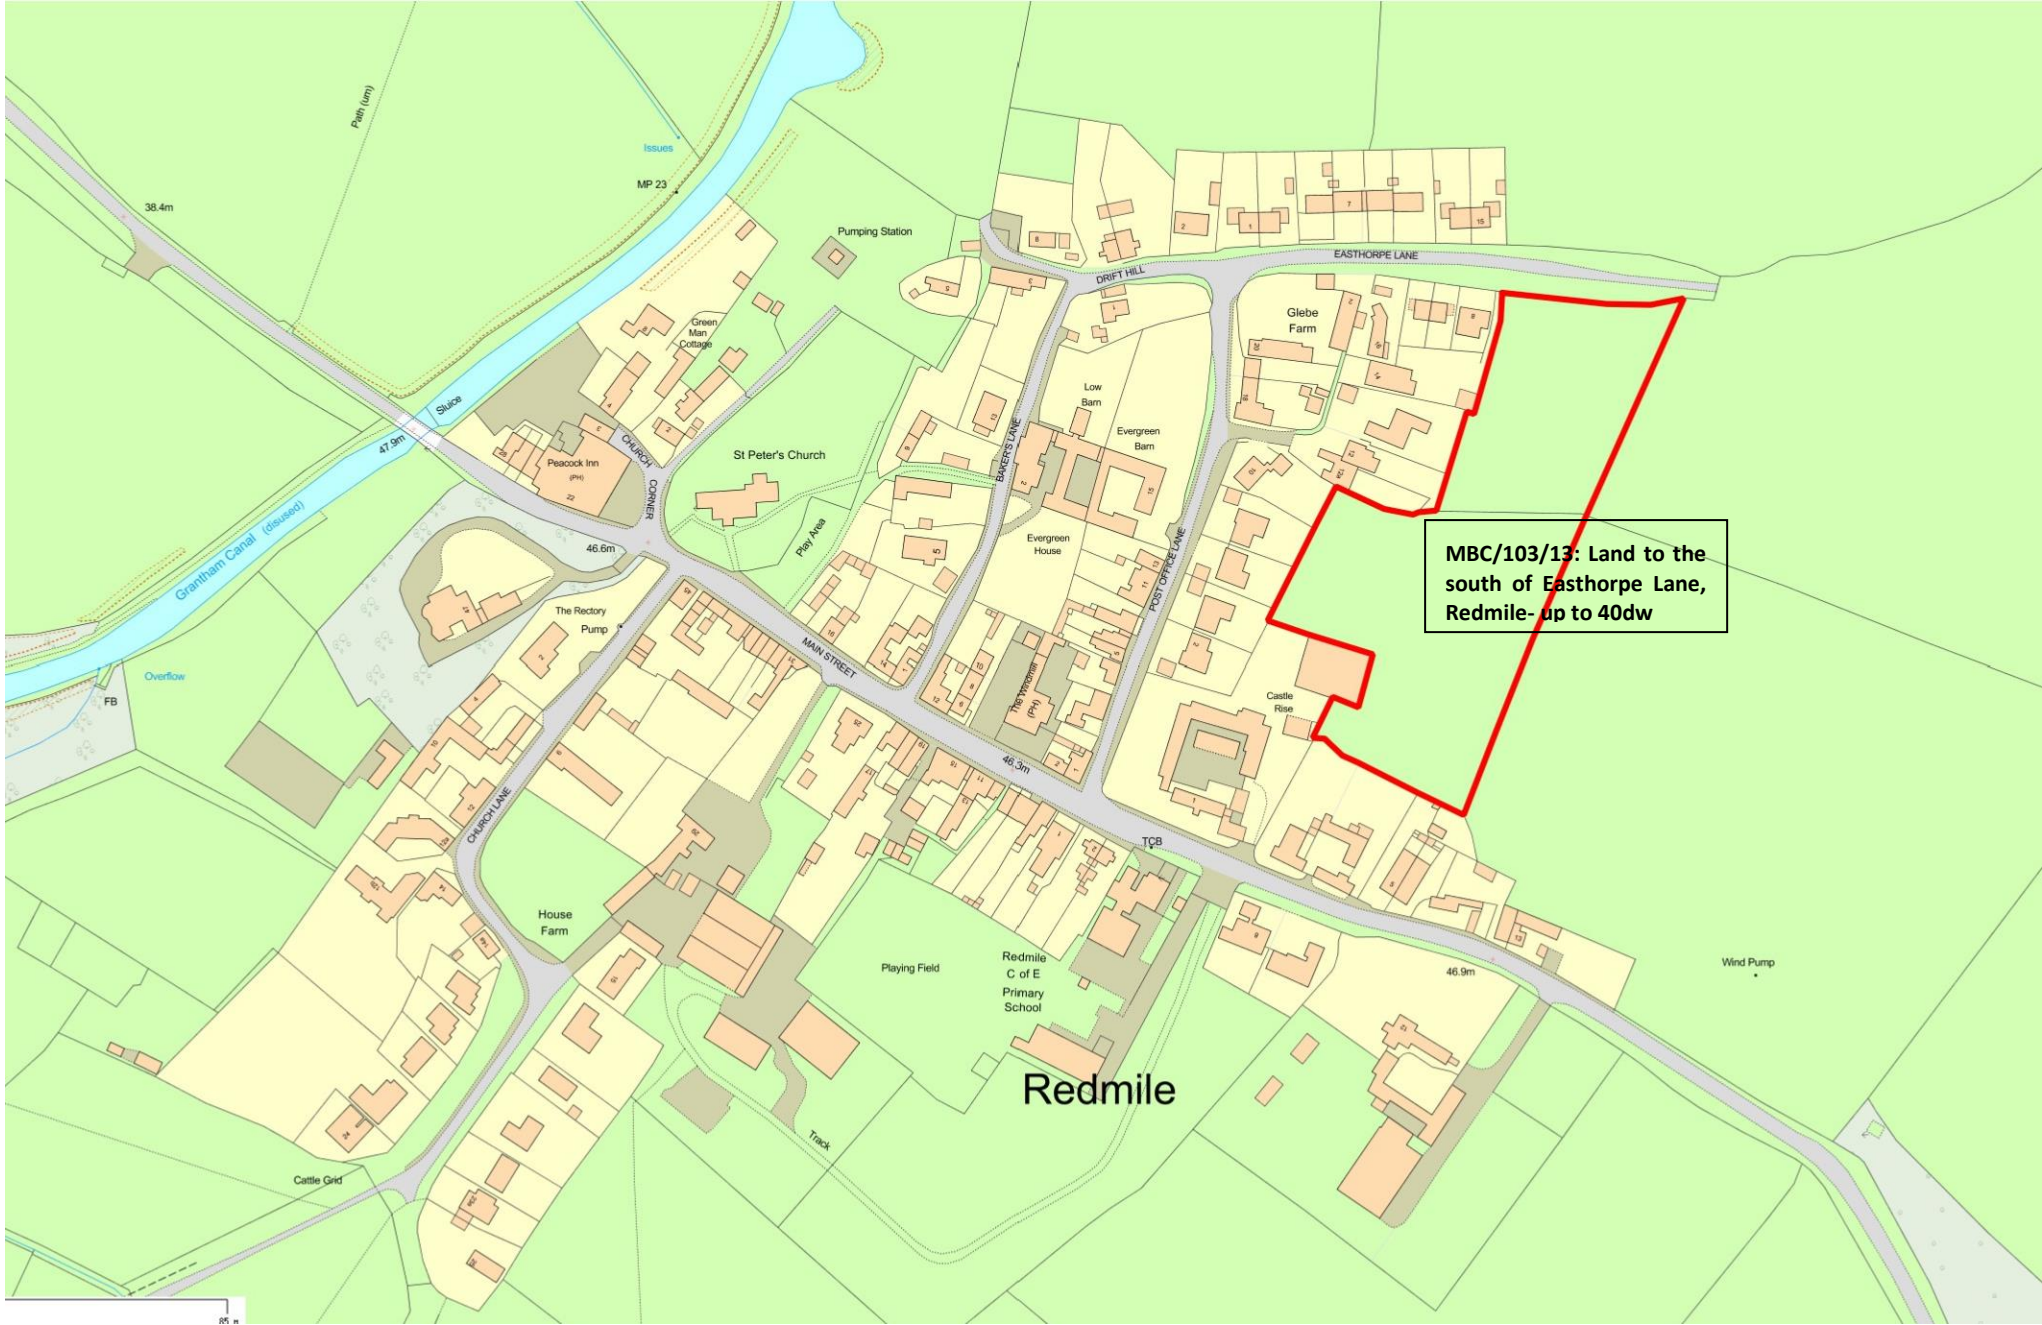 Path (um)
Issues
MP 23
38.4m
Pumping Station
Green
Man
Cottage
Sluice
47.9m
Grantham Canal (disused)
Peacock Inn
(PH)
22
CHURCH
CORNER
St Peter's Church
Play Area
46.6m
The Rectory
Pump
Overflow
FB
DRIFT HILL
EASTHORPE LANE
Glebe
Farm
Low
Barn
Evergreen
Barn
BAKER'S LANE
Evergreen
House
POST OFFICE LANE
MBC/103/13: Land to the
south of Easthorpe Lane,
Redmile- up to 40dw
MAIN STREET
The Windmill
(PH)
Castle
Rise
46.3m
TCB
CHURCH LANE
House
Farm
Playing Field
Redmile
C of E
Primary
School
46.9m
Wind Pump
Redmile
Track
Cattle Grid
85 m